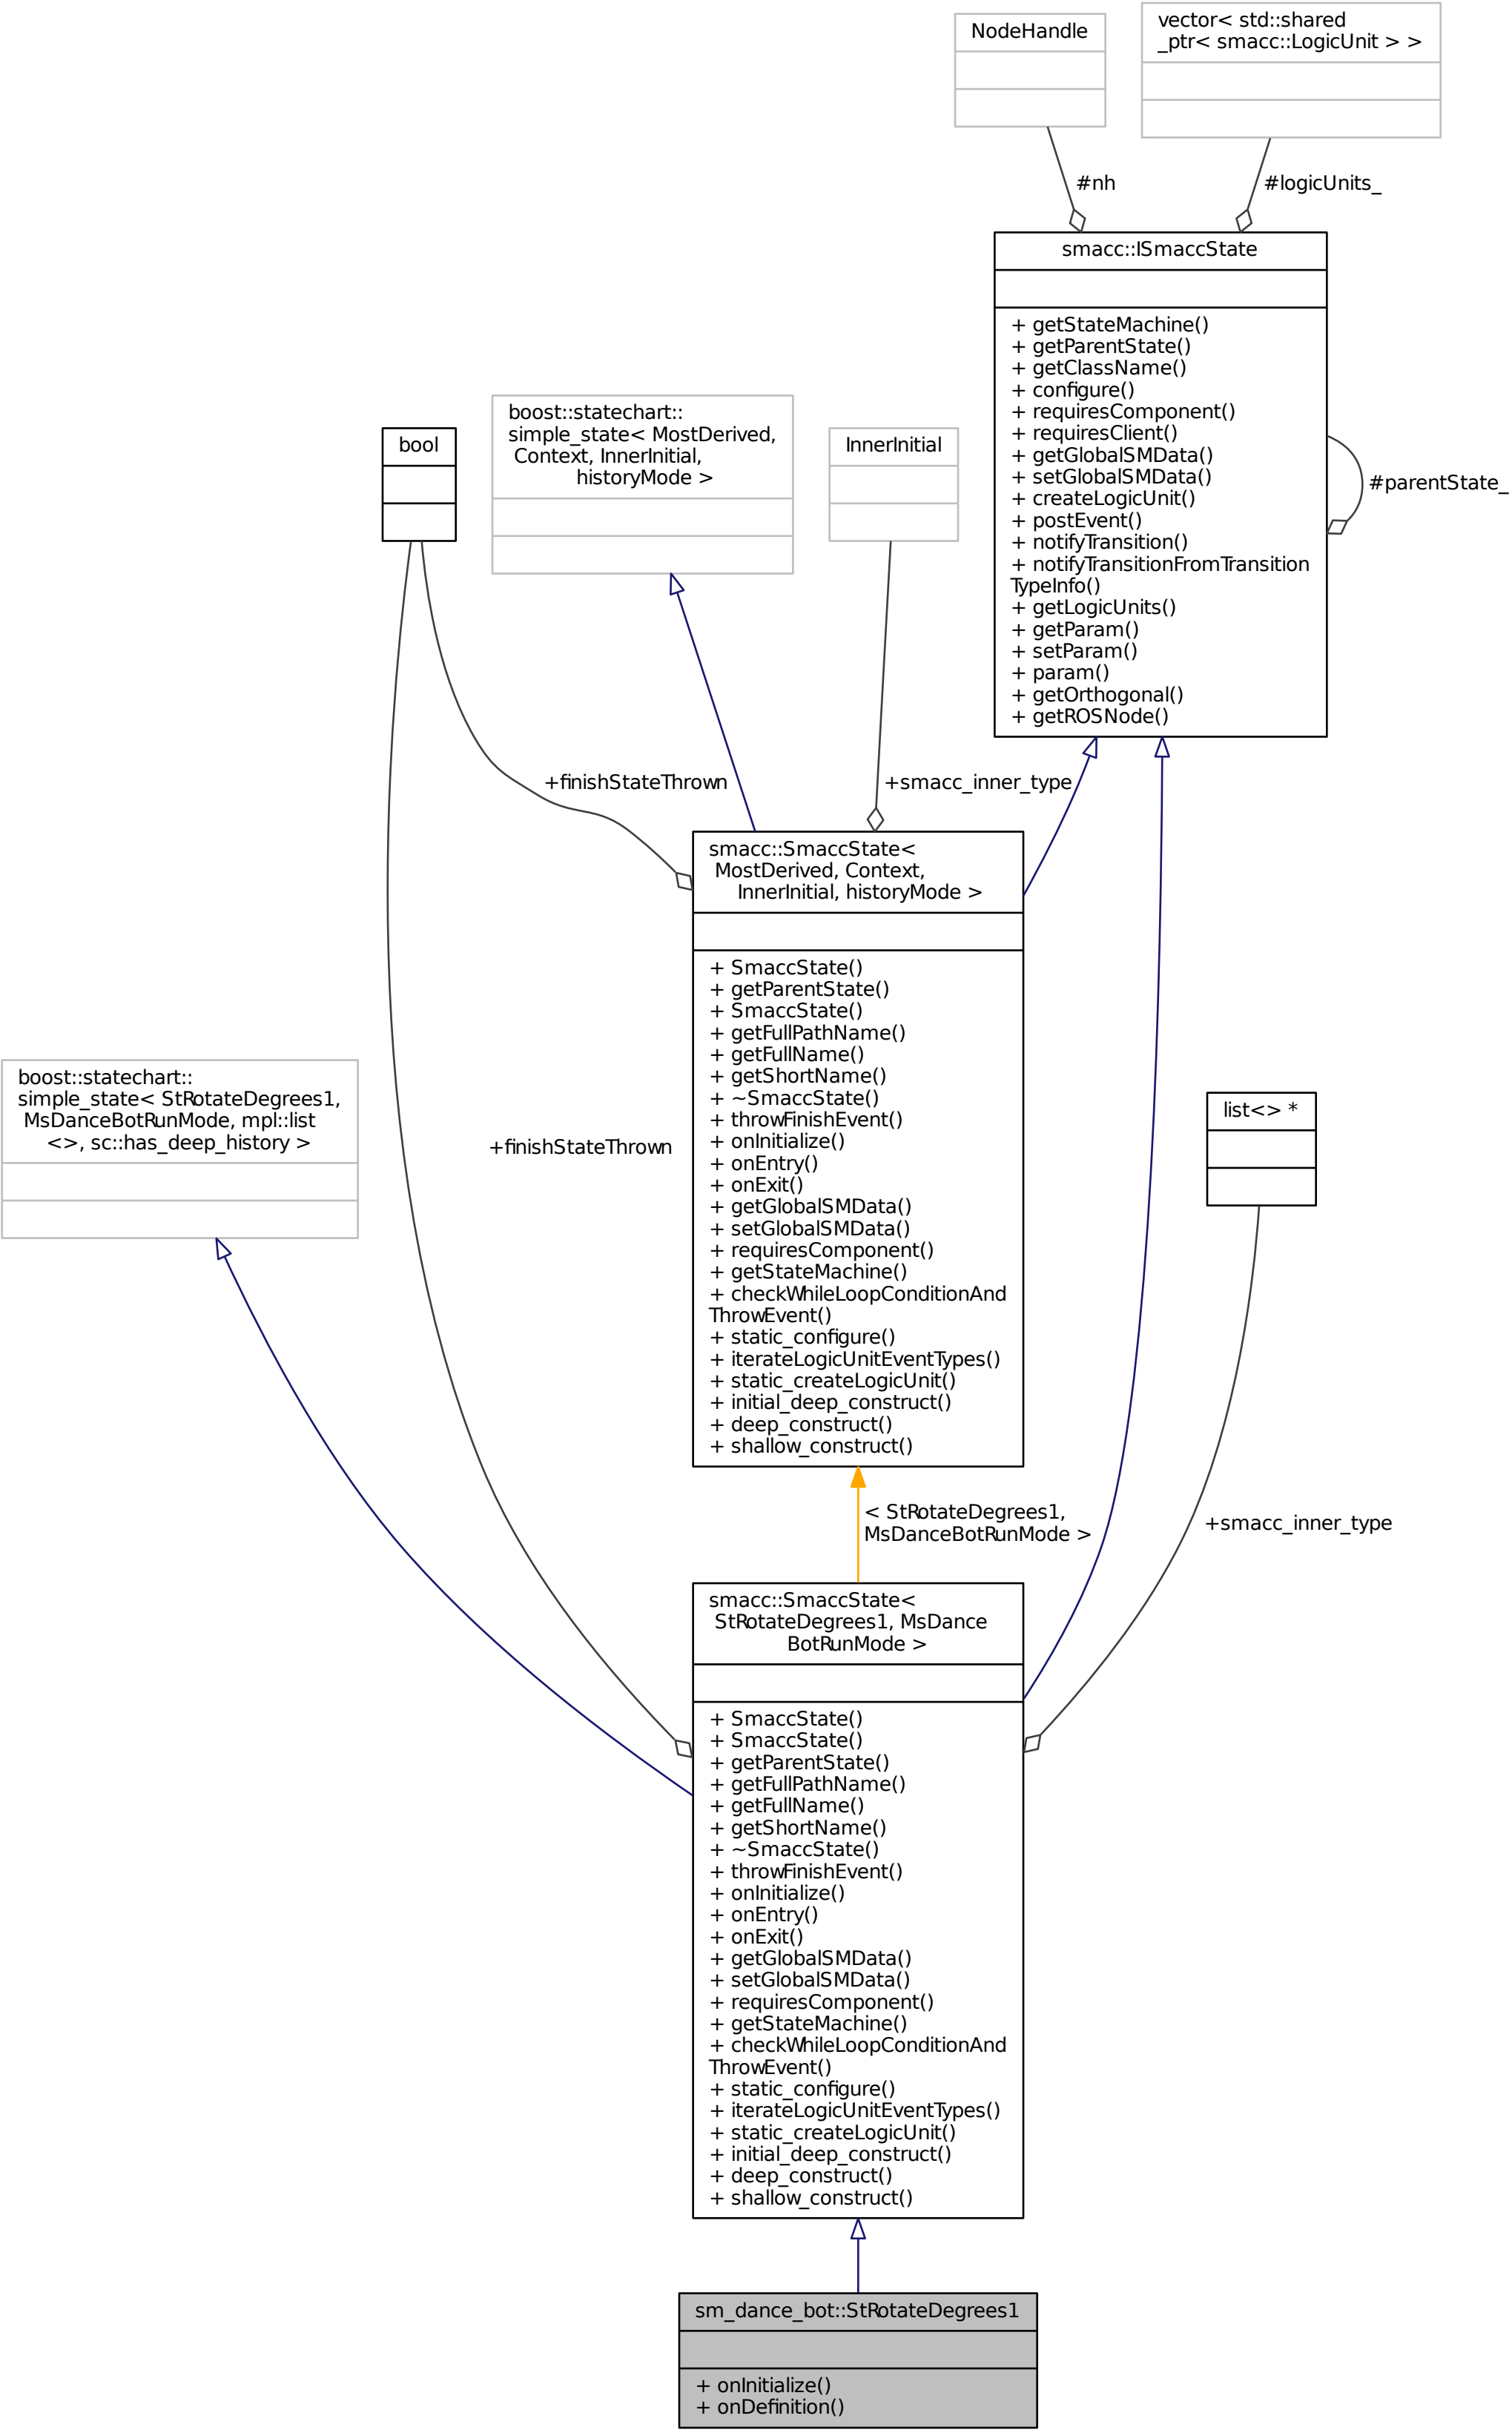 NodeHandle
vector< std::shared
_ptr< smacc::LogicUnit > >
#nh
#logicUnits_
smacc::ISmaccState
+ getStateMachine()
+ getParentState()
+ getClassName()
+ configure()
+ requiresComponent()
+ requiresClient()
+ getGlobalSMData()
+ setGlobalSMData()
+ createLogicUnit()
+ postEvent()
+ notifyTransition()
+ notifyTransitionFromTransition
TypeInfo()
+ getLogicUnits()
+ getParam()
+ setParam()
+ param()
+ getOrthogonal()
+ getROSNode()
#parentState_
bool
boost::statechart::
simple_state< MostDerived,
Context, InnerInitial,
historyMode >
InnerInitial
+finishStateThrown
+smacc_inner_type
smacc::SmaccState<
MostDerived, Context,
InnerInitial, historyMode >
+ SmaccState()
+ getParentState()
+ SmaccState()
+ getFullPathName()
+ getFullName()
+ getShortName()
+ ~SmaccState()
+ throwFinishEvent()
+ onInitialize()
+ onEntry()
+ onExit()
+ getGlobalSMData()
+ setGlobalSMData()
+ requiresComponent()
+ getStateMachine()
+ checkWhileLoopConditionAnd
ThrowEvent()
+ static_configure()
+ iterateLogicUnitEventTypes()
+ static_createLogicUnit()
+ initial_deep_construct()
+ deep_construct()
+ shallow_construct()
boost::statechart::
simple_state< StRotateDegrees1,
MsDanceBotRunMode, mpl::list
<>, sc::has_deep_history >
+finishStateThrown
list<> *
< StRotateDegrees1,
MsDanceBotRunMode >
+smacc_inner_type
smacc::SmaccState<
StRotateDegrees1, MsDance
BotRunMode >
+ SmaccState()
+ SmaccState()
+ getParentState()
+ getFullPathName()
+ getFullName()
+ getShortName()
+ ~SmaccState()
+ throwFinishEvent()
+ onInitialize()
+ onEntry()
+ onExit()
+ getGlobalSMData()
+ setGlobalSMData()
+ requiresComponent()
+ getStateMachine()
+ checkWhileLoopConditionAnd
ThrowEvent()
+ static_configure()
+ iterateLogicUnitEventTypes()
+ static_createLogicUnit()
+ initial_deep_construct()
+ deep_construct()
+ shallow_construct()
sm_dance_bot::StRotateDegrees1
+ onInitialize()
+ onDefinition()